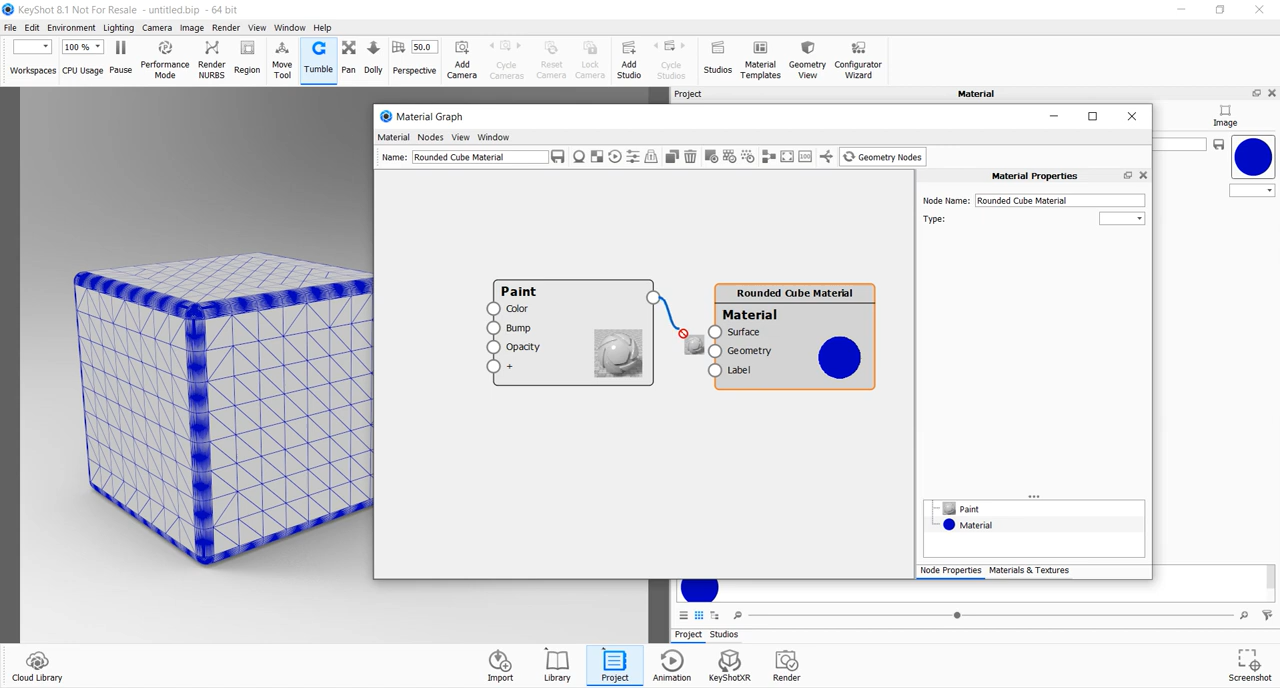 KeyShot 8.1 Not For Resale - untitled.bip - 64 bit
File Edit Environment Lighting Camera Image Render View Window Help
100 % 50.0
Workspaces CPU Usage Pause Performance Mode Render NURBS Region Move Tool Tumble Pan Dolly Perspective Add Camera Cycle Cameras Reset Camera Lock Camera Add Studio Cycle Studios Studios Material Templates Geometry View Configurator Wizard
Project Material
Image
Material Graph
Material Nodes View Window
Name: Rounded Cube Material 100 Geometry Nodes
Material Properties
Node Name: Rounded Cube Material
Type:
Paint
Color
Bump
Opacity
+
Rounded Cube Material
Material
Surface
Geometry
Label
Paint
Material
Node Properties Materials & Textures
Project Studios
Cloud Library Import Library Project Animation KeyShotXR Render Screenshot